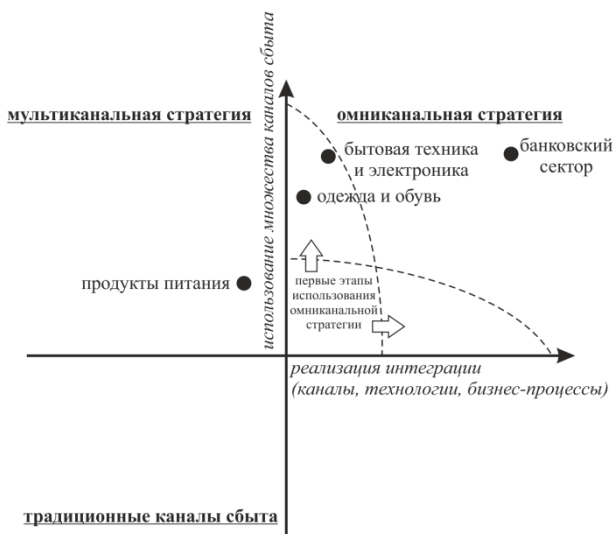 использование множества каналов сбыта
мультиканальная стратегия
омниканальная стратегия
бытовая техника
и электроника
банковский
сектор
одежда и обувь
продукты питания
первые этапы
использования
омниканальной
стратегии
реализация интеграции
(каналы, технологии, бизнес-процессы)
традиционные каналы сбыта